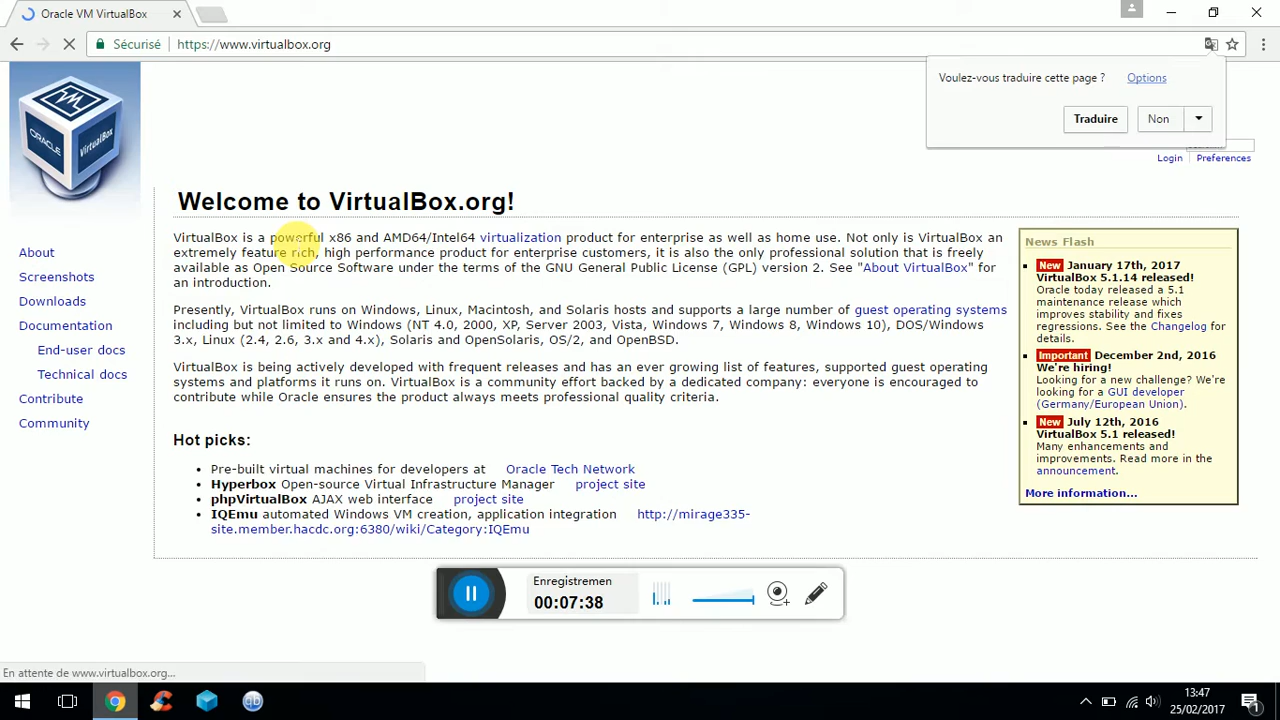 Oracle VM VirtualBox
Sécurisé https://www.virtualbox.org
Voulez-vous traduire cette page ? Options
Traduire Non
Login Preferences
ORACLE VirtualBox
About
Screenshots
Downloads
Documentation
End-user docs
Technical docs
Contribute
Community
Welcome to VirtualBox.org!
VirtualBox is a powerful x86 and AMD64/Intel64 virtualization product for enterprise as well as home use. Not only is VirtualBox an
extremely feature rich, high performance product for enterprise customers, it is also the only professional solution that is freely
available as Open Source Software under the terms of the GNU General Public License (GPL) version 2. See "About VirtualBox" for
an introduction.
Presently, VirtualBox runs on Windows, Linux, Macintosh, and Solaris hosts and supports a large number of guest operating systems
including but not limited to Windows (NT 4.0, 2000, XP, Server 2003, Vista, Windows 7, Windows 8, Windows 10), DOS/Windows
3.x, Linux (2.4, 2.6, 3.x and 4.x), Solaris and OpenSolaris, OS/2, and OpenBSD.
VirtualBox is being actively developed with frequent releases and has an ever growing list of features, supported guest operating
systems and platforms it runs on. VirtualBox is a community effort backed by a dedicated company: everyone is encouraged to
contribute while Oracle ensures the product always meets professional quality criteria.
Hot picks:
Pre-built virtual machines for developers at Oracle Tech Network
Hyperbox Open-source Virtual Infrastructure Manager project site
phpVirtualBox AJAX web interface project site
IQEmu automated Windows VM creation, application integration http://mirage335-
site.member.hacdc.org:6380/wiki/Category:IQEmu
News Flash
New January 17th, 2017
VirtualBox 5.1.14 released!
Oracle today released a 5.1
maintenance release which
improves stability and fixes
regressions. See the Changelog for
details.
Important December 2nd, 2016
We're hiring!
Looking for a new challenge? We're
looking for a GUI developer
(Germany/European Union).
New July 12th, 2016
VirtualBox 5.1 released!
Many enhancements and
improvements. Read more in the
announcement.
More information...
Enregistremen
00:07:38
En attente de www.virtualbox.org...
13:47
25/02/2017
1